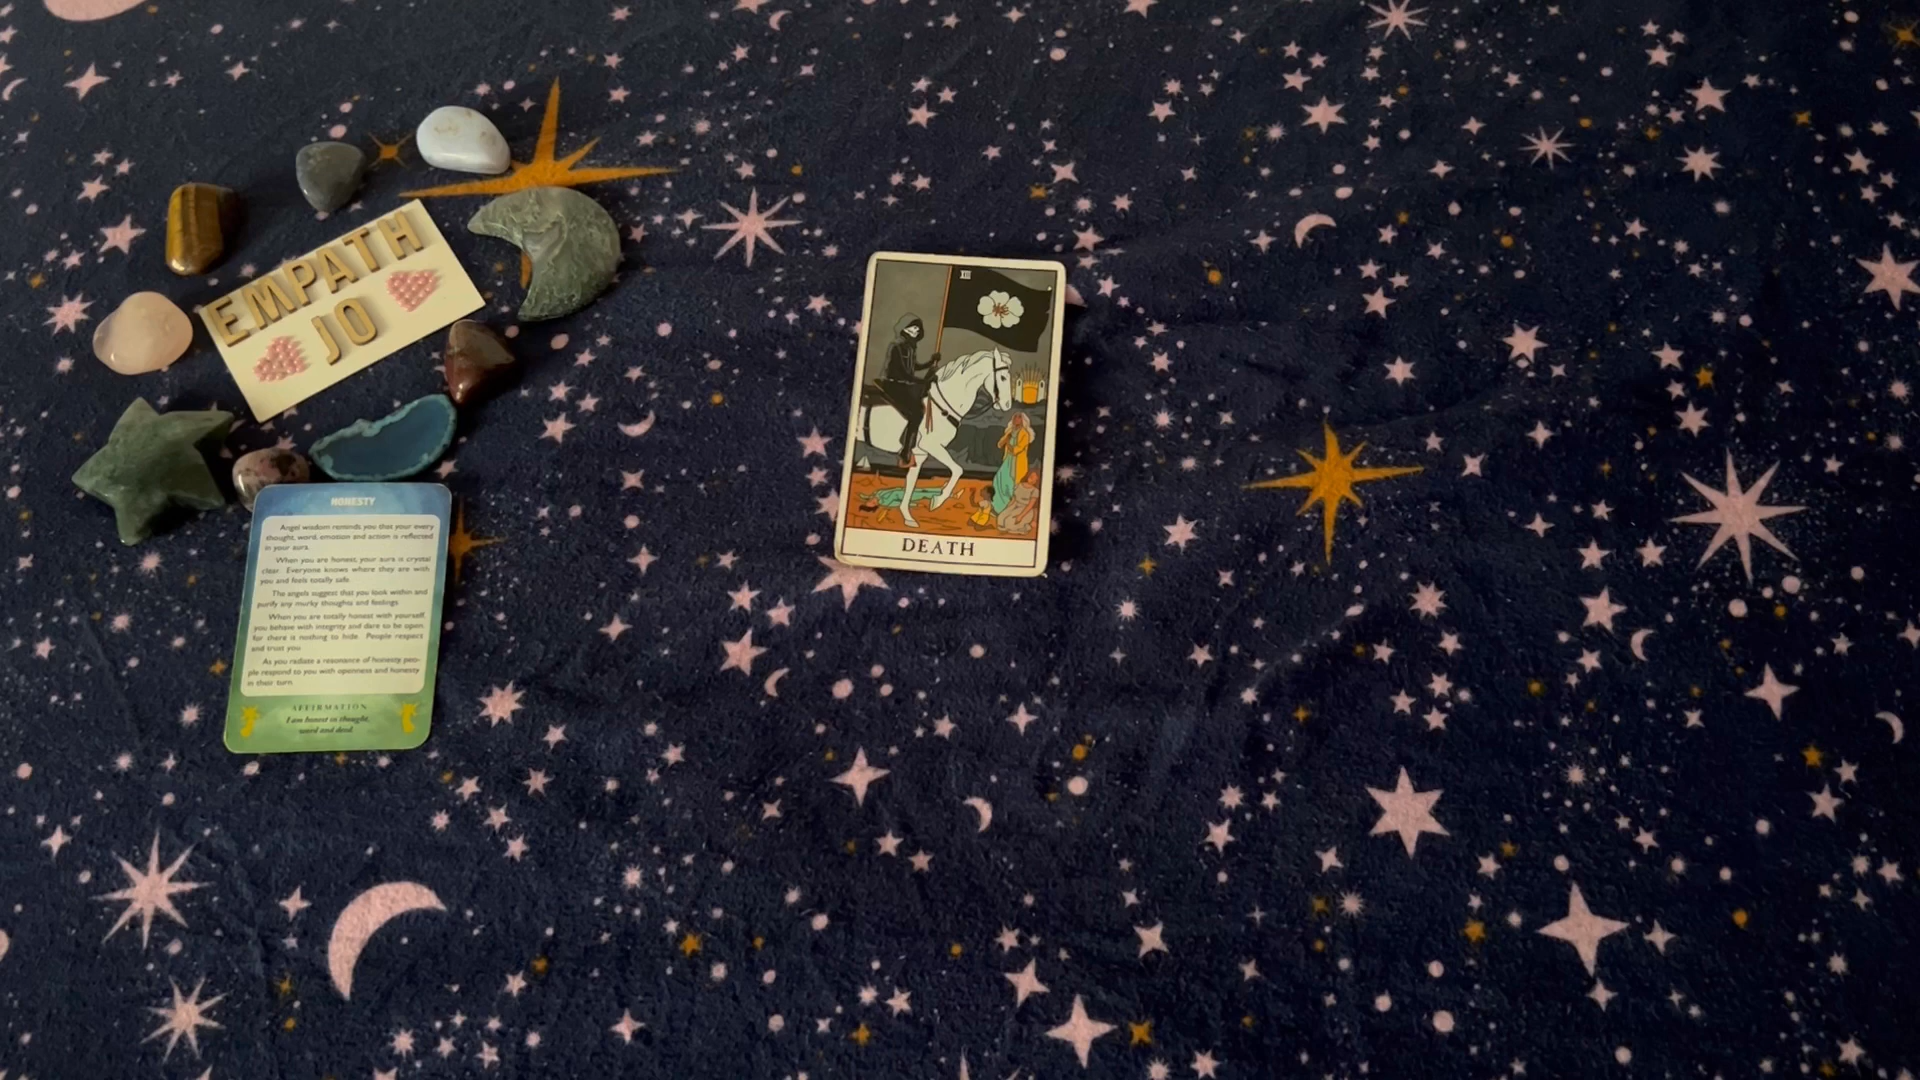 EMPATH
JO
XIII
DEATH
HONESTY
Angel wisdom reminds you that your every
thought, word, emotion and action is reflected
in your aura.
When you are honest, your aura is crystal
clear. Everyone knows where they are with
you and feels totally safe.
The angels suggest that you look within and
purify any murky thoughts and feelings.
When you are totally honest with yourself,
you behave with integrity and dare to be open,
for there is nothing to hide. People respect
and trust you.
As you radiate a resonance of honesty, peo-
ple respond to you with openness and honesty
in their turn.
AFFIRMATION
I am honest in thought,
word and deed.